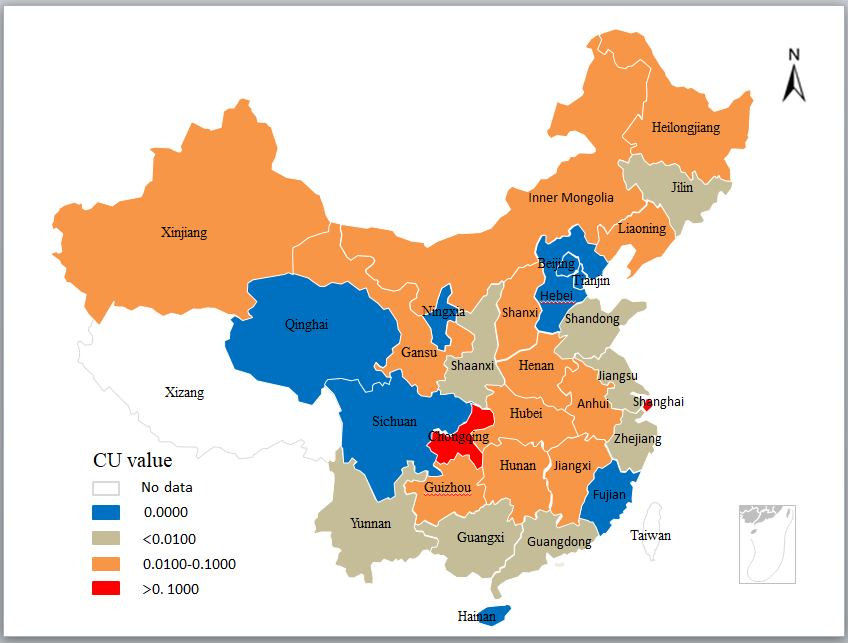 N
Heilongjiang
Jilin
Inner Mongolia
Liaoning
Xinjiang
Beijing
Tianjin
Hebei
Ningxia
Shanxi
Shandong
Qinghai
Gansu
Shaanxi
Henan
Jiangsu
Xizang
Shanghai
Anhui
Hubei
Sichuan
Chongqing
Zhejiang
CU value
Hunan
Jiangxi
No data
Guizhou
Fujian
0.0000
Yunnan
<0.0100
Guangxi
Guangdong
Taiwan
0.0100-0.1000
>0. 1000
Hainan